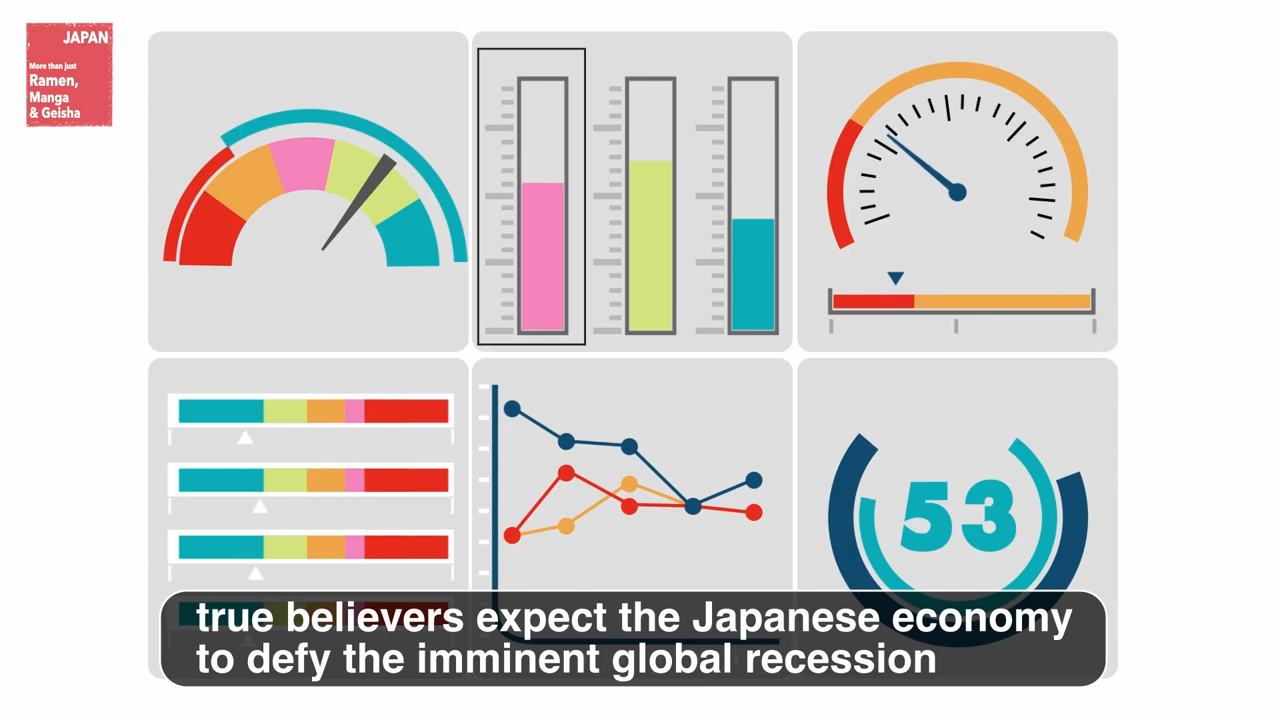 JAPAN
More than just
Ramen,
Manga
& Geisha
53
true believers expect the Japanese economy
to defy the imminent global recession